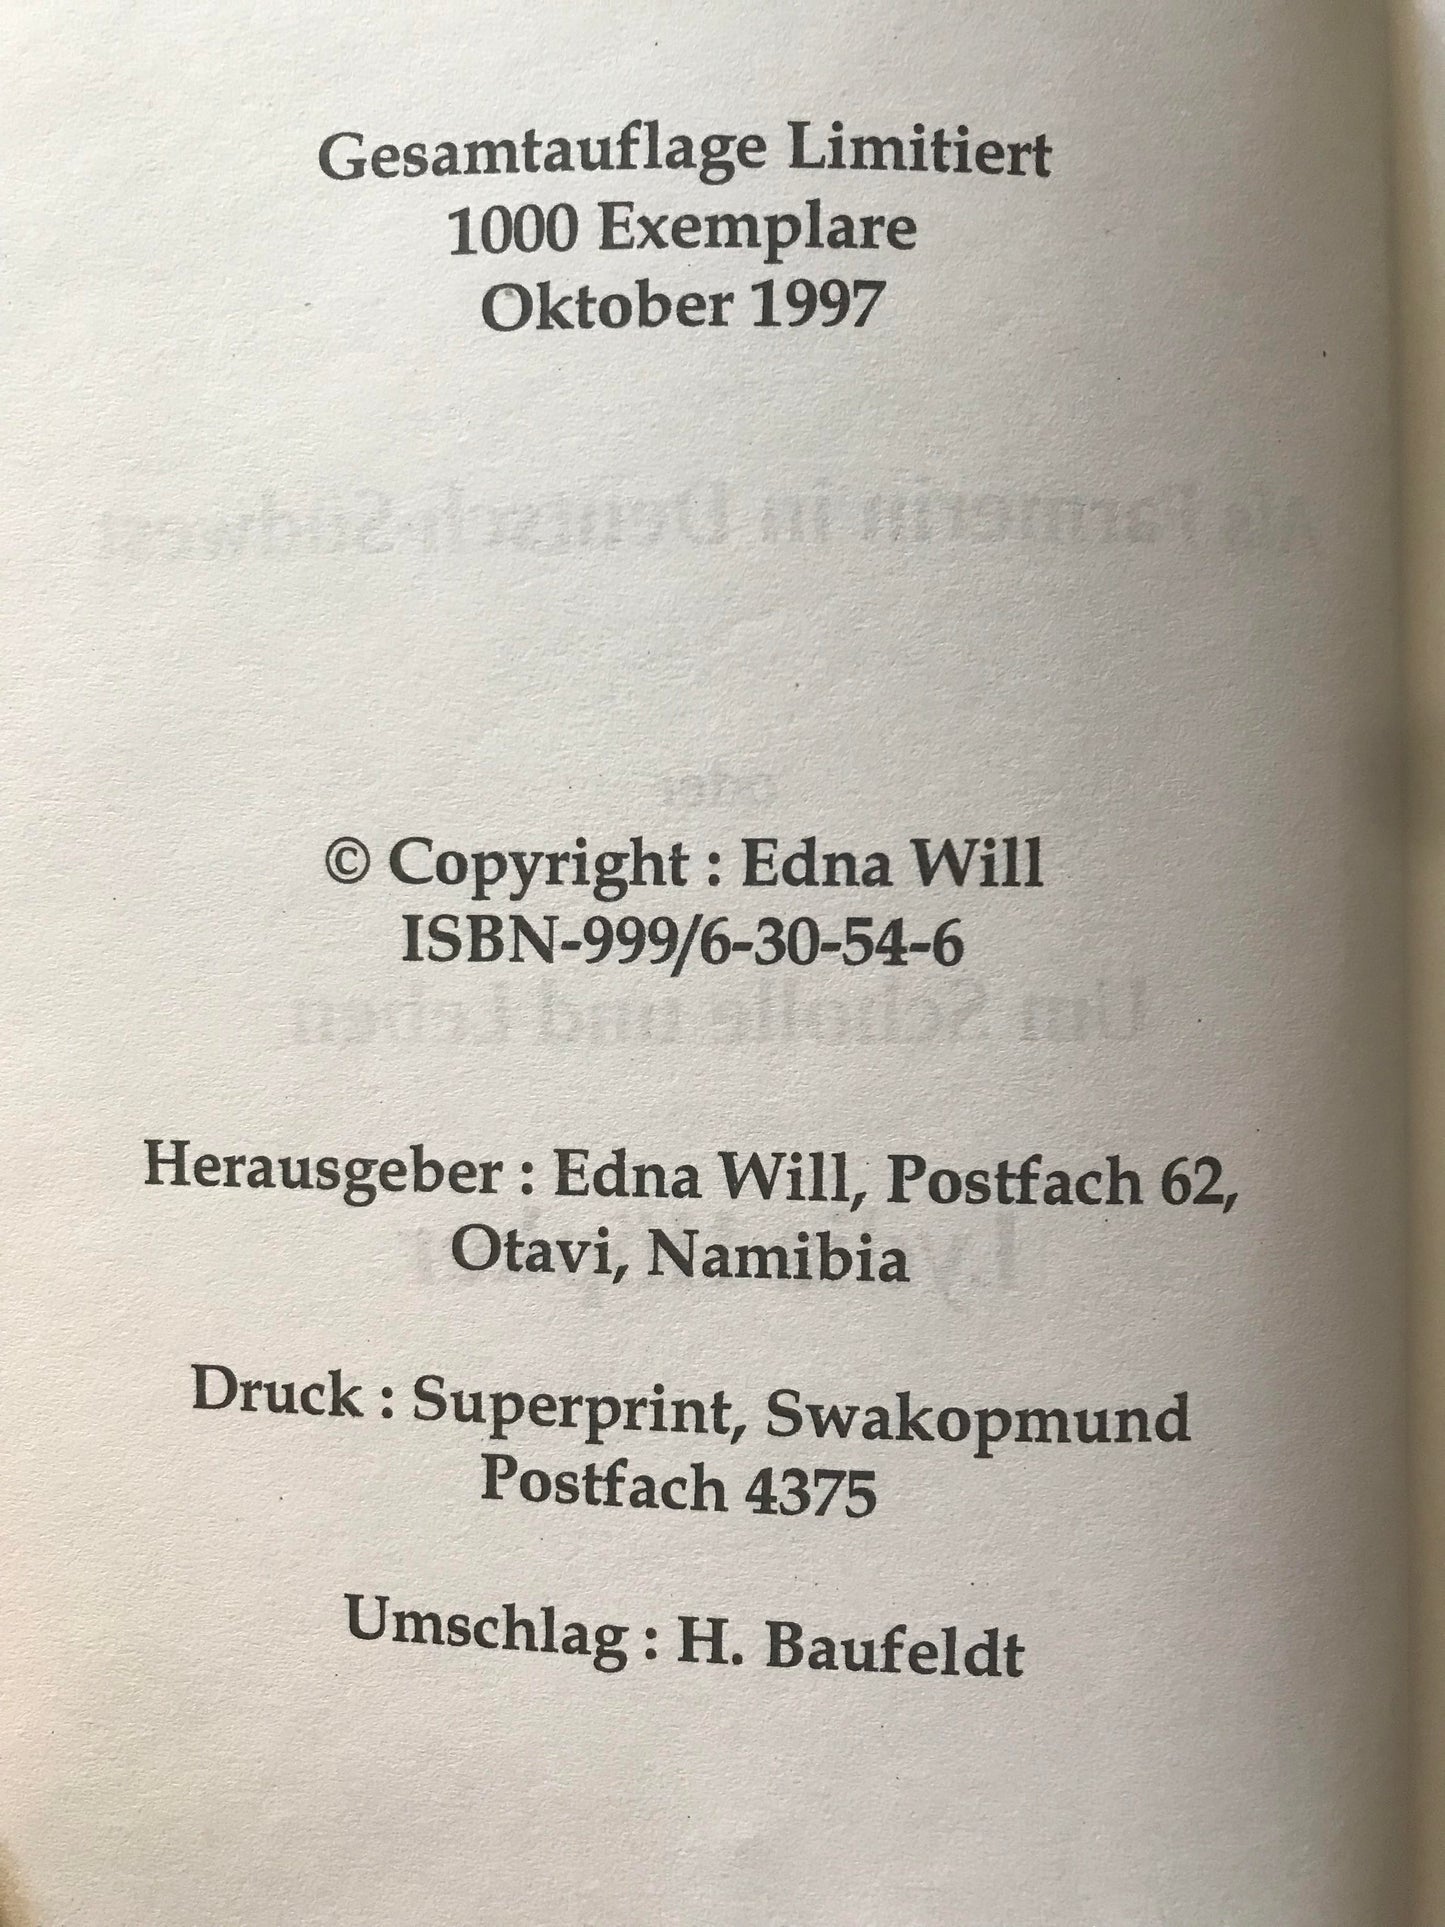 Gesamtauflage Limitiert
1000 Exemplare
Oktober 1997
© Copyright : Edna Will
ISBN-999/6-30-54-6
Herausgeber : Edna Will, Postfach 62,
Otavi, Namibia
Druck : Superprint, Swakopmund
Postfach 4375
Umschlag : H. Baufeldt